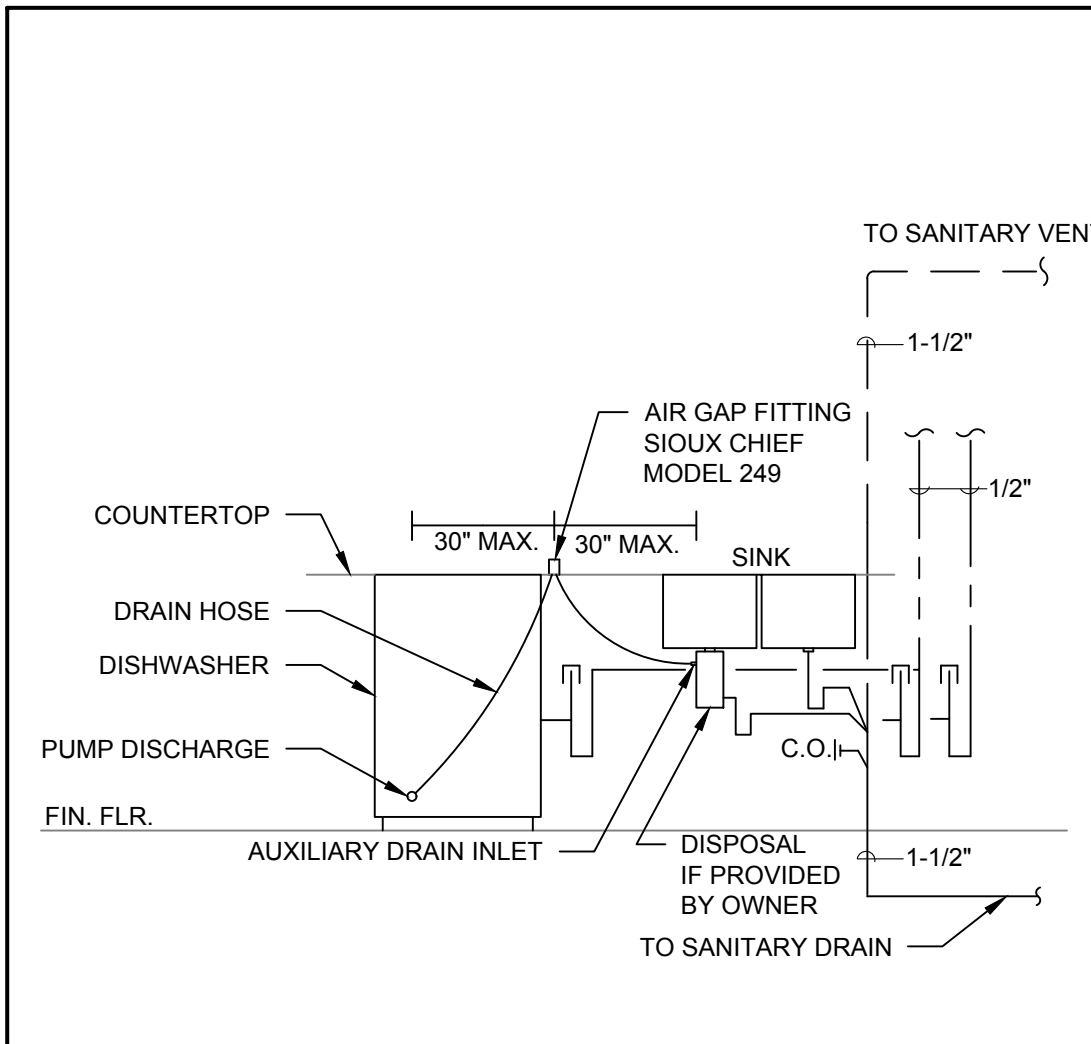 TO SANITARY VENT
1-1/2"
AIR GAP FITTING
SIOUX CHIEF
MODEL 249
1/2"
COUNTERTOP
30" MAX.
30" MAX.
SINK
DRAIN HOSE
DISHWASHER
PUMP DISCHARGE
C.O.
FIN. FLR.
AUXILIARY DRAIN INLET
DISPOSAL
IF PROVIDED
BY OWNER
1-1/2"
TO SANITARY DRAIN